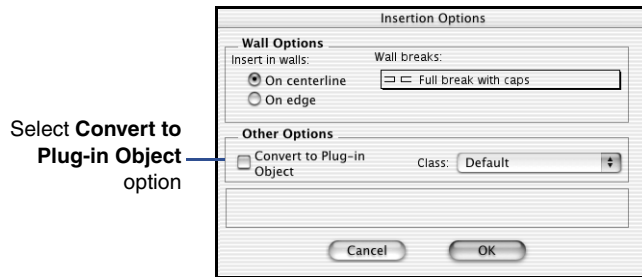 Insertion Options
Wall Options
Insert in walls:
Wall breaks:
On centerline
Full break with caps
On edge
Select Convert to
Plug-in Object
option
Other Options
Convert to Plug-in
Object
Class:
Default
Cancel
OK